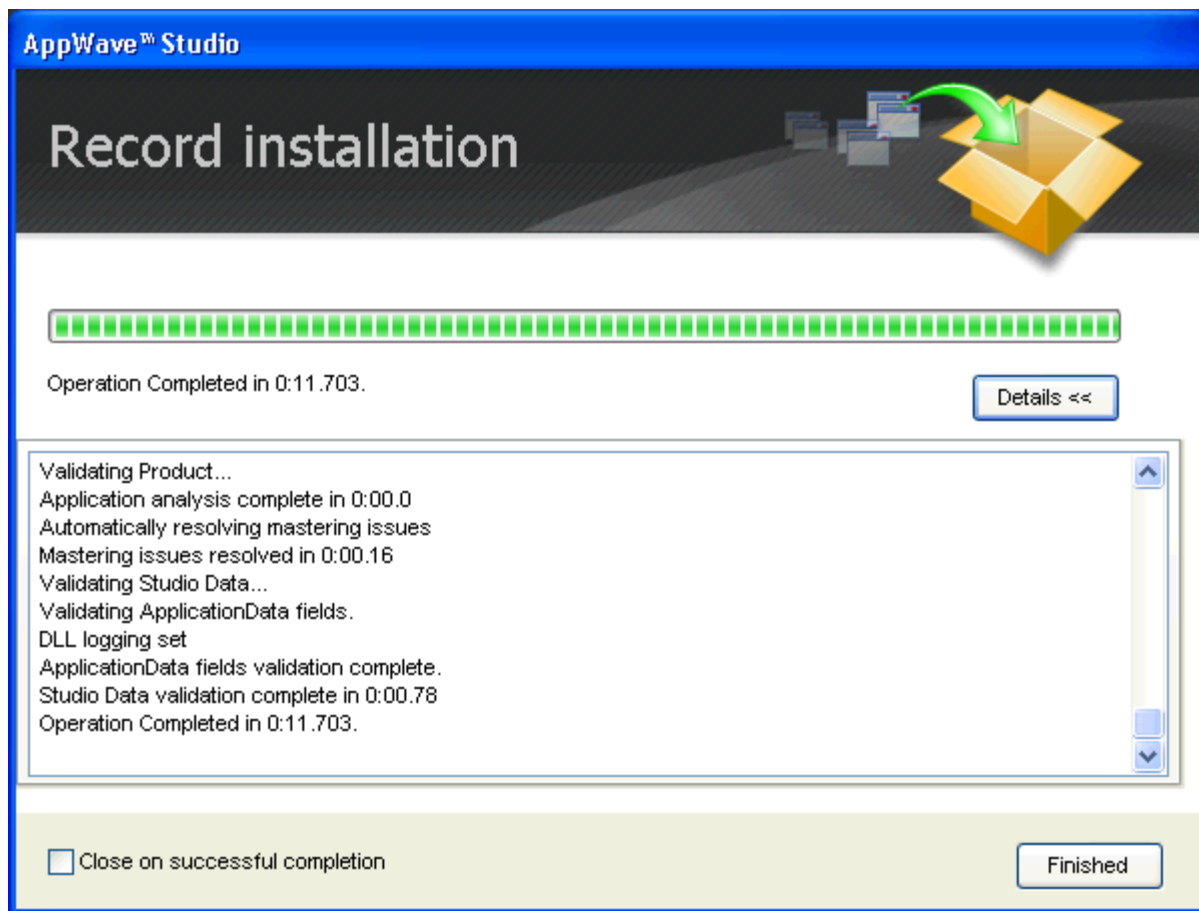 AppWave™ Studio
Record installation
Operation Completed in 0:11.703.
Details <<
Validating Product...
Application analysis complete in 0:00.0
Automatically resolving mastering issues
Mastering issues resolved in 0:00.16
Validating Studio Data...
Validating ApplicationData fields.
DLL logging set
ApplicationData fields validation complete.
Studio Data validation complete in 0:00.78
Operation Completed in 0:11.703.
Close on successful completion
Finished